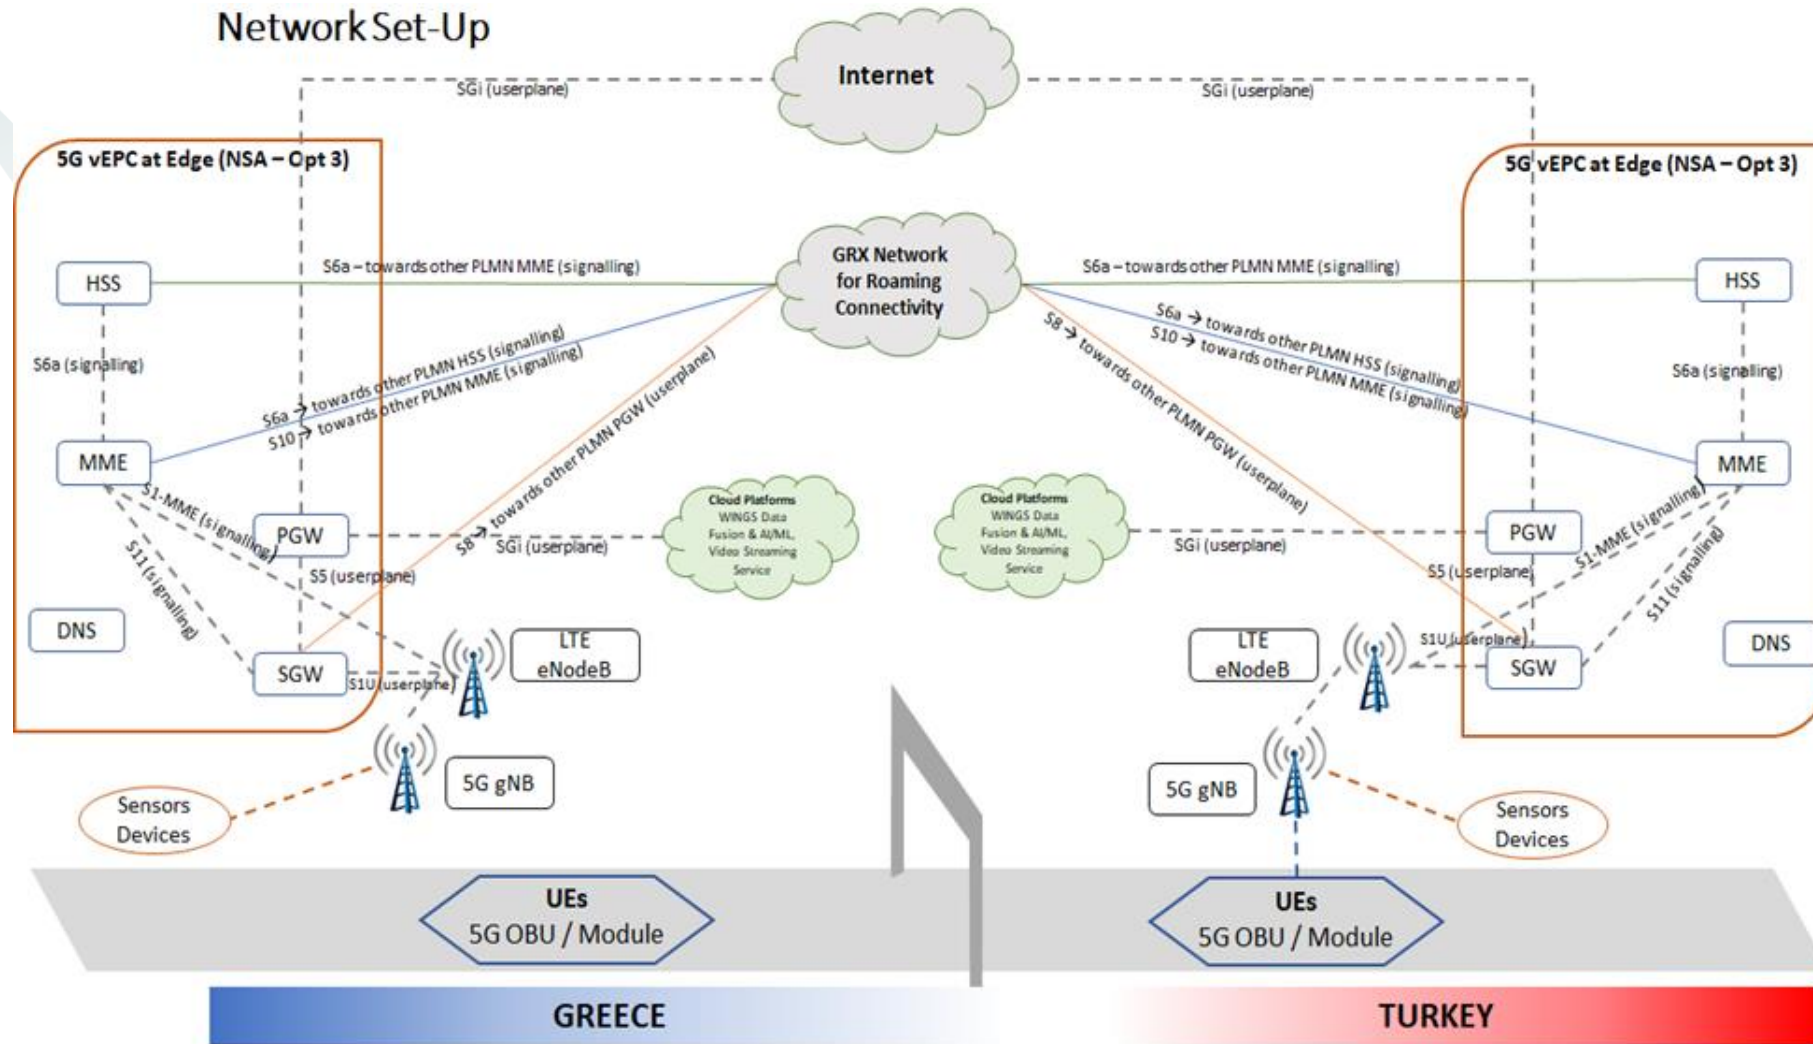 Network Set-Up
Internet
SGi (userplane)
SGi (userplane)
5G vEPC at Edge (NSA – Opt 3)
5G vEPC at Edge (NSA – Opt 3)
GRX Network
for Roaming
Connectivity
S6a – towards other PLMN MME (signalling)
S6a – towards other PLMN MME (signalling)
HSS
HSS
S6a (signalling)
S6a (signalling)
S6a → towards other PLMN HSS (signalling)
S10 → towards other PLMN MME (signalling)
S8 → towards other PLMN PGW (userplane)
S6a → towards other PLMN HSS (signalling)
S10 → towards other PLMN MME (signalling)
S8 → towards other PLMN PGW (userplane)
MME
MME
S1-MME (signalling)
S11 (signalling)
S1-MME (signalling)
S11 (signalling)
PGW
PGW
SGi (userplane)
SGi (userplane)
Cloud Platforms
WINGS Data
Fusion & AI/ML,
Video Streaming
Service
Cloud Platforms
WINGS Data
Fusion & AI/ML,
Video Streaming
Service
S5 (userplane)
S5 (userplane)
DNS
DNS
SGW
SGW
S1U (userplane)
S1U (userplane)
LTE
eNodeB
LTE
eNodeB
5G gNB
5G gNB
Sensors
Devices
Sensors
Devices
UEs
5G OBU / Module
UEs
5G OBU / Module
GREECE
TURKEY